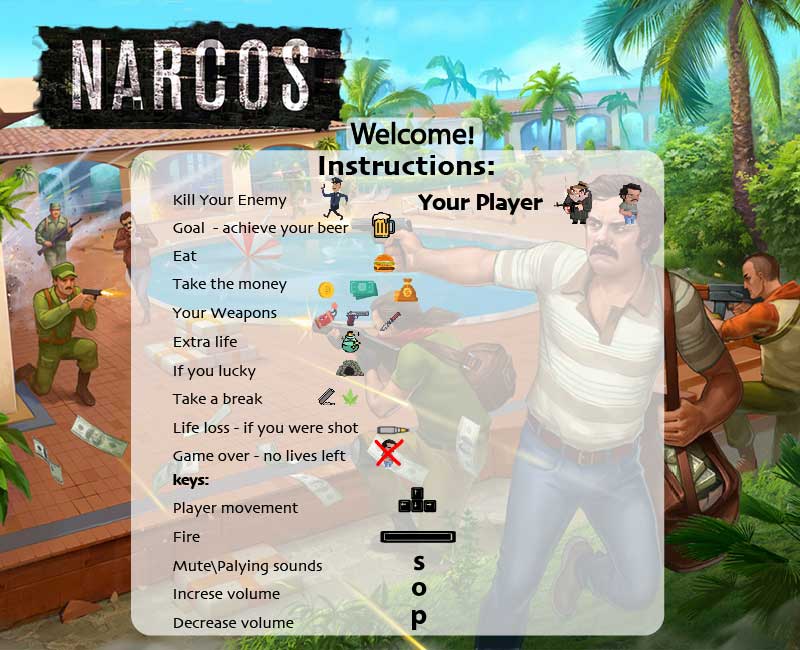 NARCOS
Welcome!
Instructions:
Kill Your Enemy
Your Player
Goal - achieve your beer
Eat
Take the money
Your Weapons
Extra life
If you lucky
Take a break
Life loss - if you were shot
Game over - no lives left
keys:
Player movement
Fire
Mute\Palying sounds s
Increse volume o
Decrease volume p